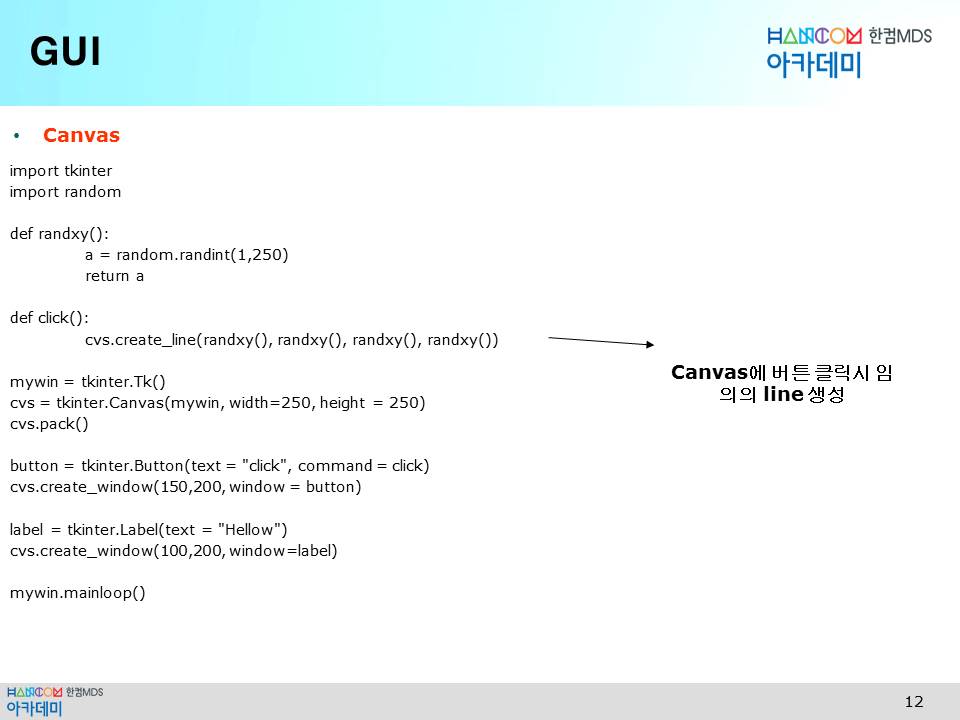 GUI
HANCOM 한컴MDS
아카데미
• Canvas
import tkinter
import random
def randxy():
a = random.randint(1,250)
return a
def click():
cvs.create_line(randxy(), randxy(), randxy(), randxy())
Canvas에 버튼 클릭시 임
의의 line 생성
mywin = tkinter.Tk()
cvs = tkinter.Canvas(mywin, width=250, height = 250)
cvs.pack()
button = tkinter.Button(text = "click", command = click)
cvs.create_window(150,200, window = button)
label = tkinter.Label(text = "Hellow")
cvs.create_window(100,200, window=label)
mywin.mainloop()
HANCOM 한컴MDS
아카데미
12